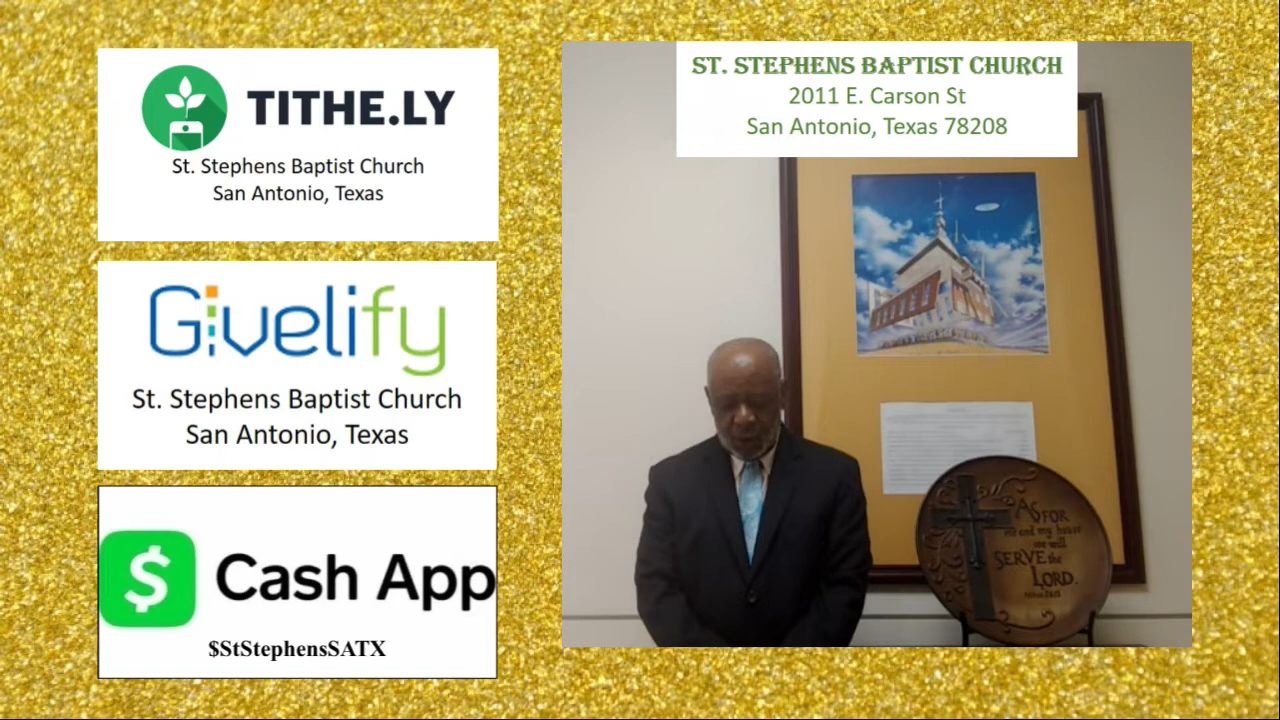 TITHE.LY
St. Stephens Baptist Church
San Antonio, Texas
Givelify
St. Stephens Baptist Church
San Antonio, Texas
Cash App
$StStephensSATX
ST. STEPHENS BAPTIST CHURCH
2011 E. Carson St
San Antonio, Texas 78208
AS FOR
me and my house
we will
SERVE the
LORD.